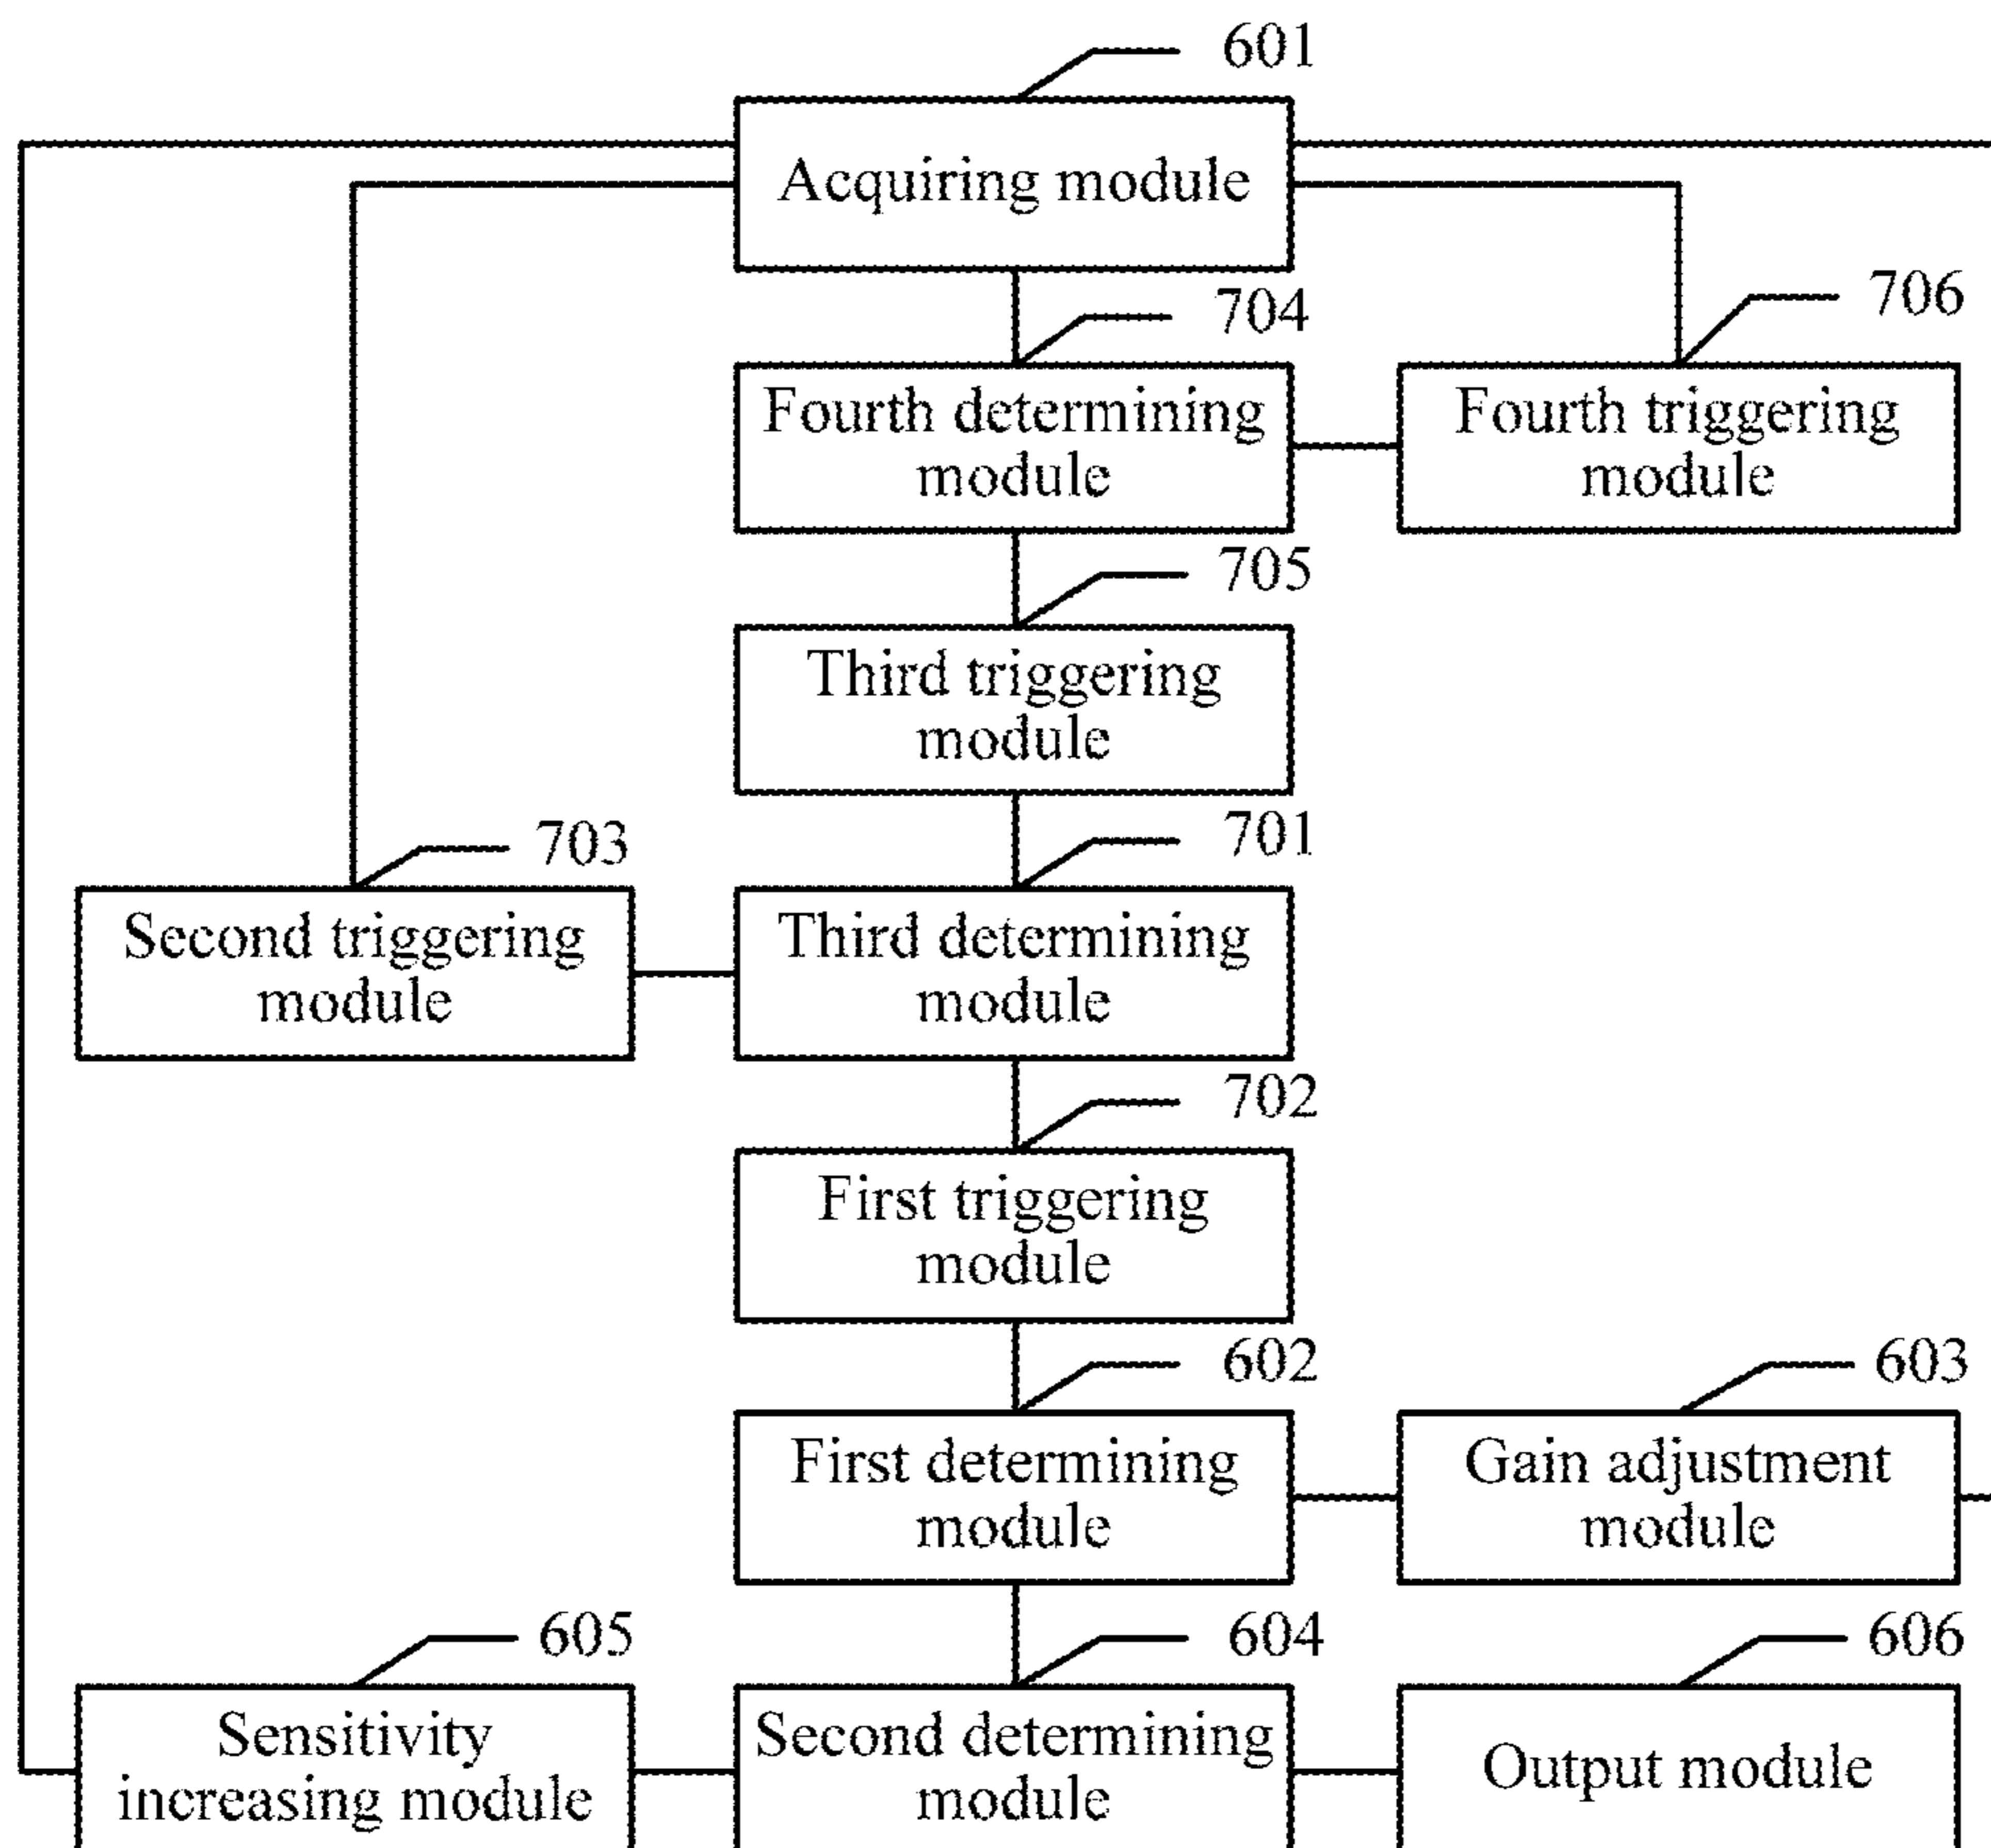 601
Acquiring module
704
706
Fourth determining
module
Fourth triggering
module
705
Third triggering
module
703
701
Second triggering
module
Third determining
module
702
First triggering
module
602
603
First determining
module
Gain adjustment
module
605
604
606
Sensitivity
increasing module
Second determining
module
Output module